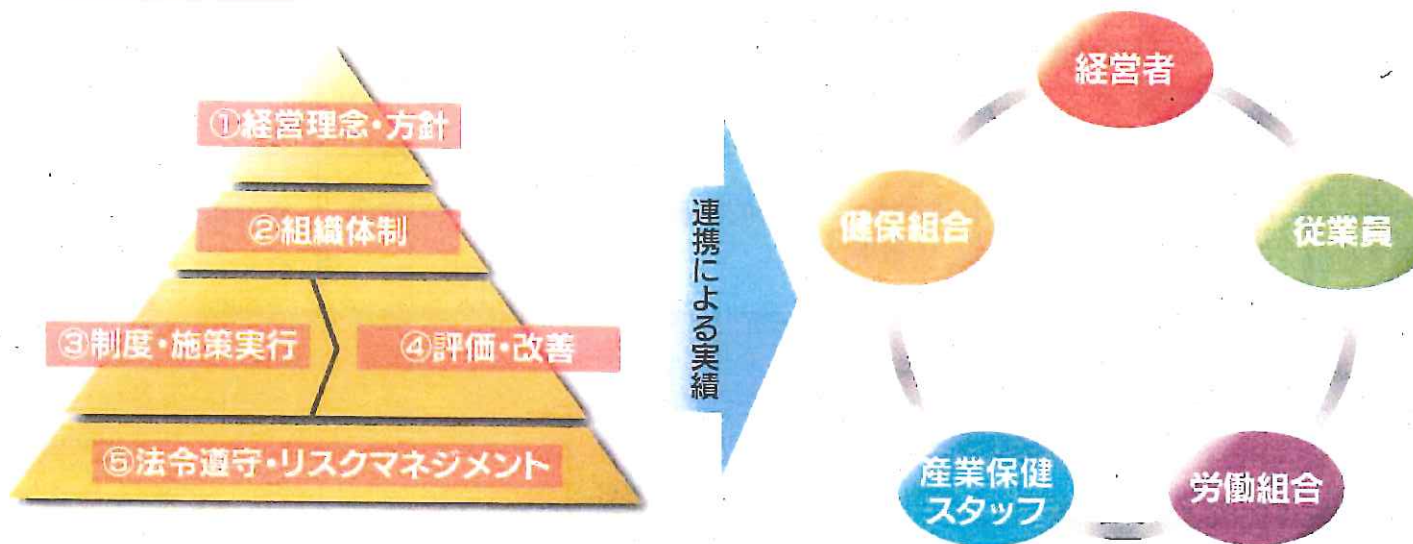 ①経営理念・方針
②組織体制
③制度・施策実行
④評価・改善
⑤法令遵守・リスクマネジメント
連携による実績
経営者
健保組合
従業員
産業保健
スタッフ
労働組合